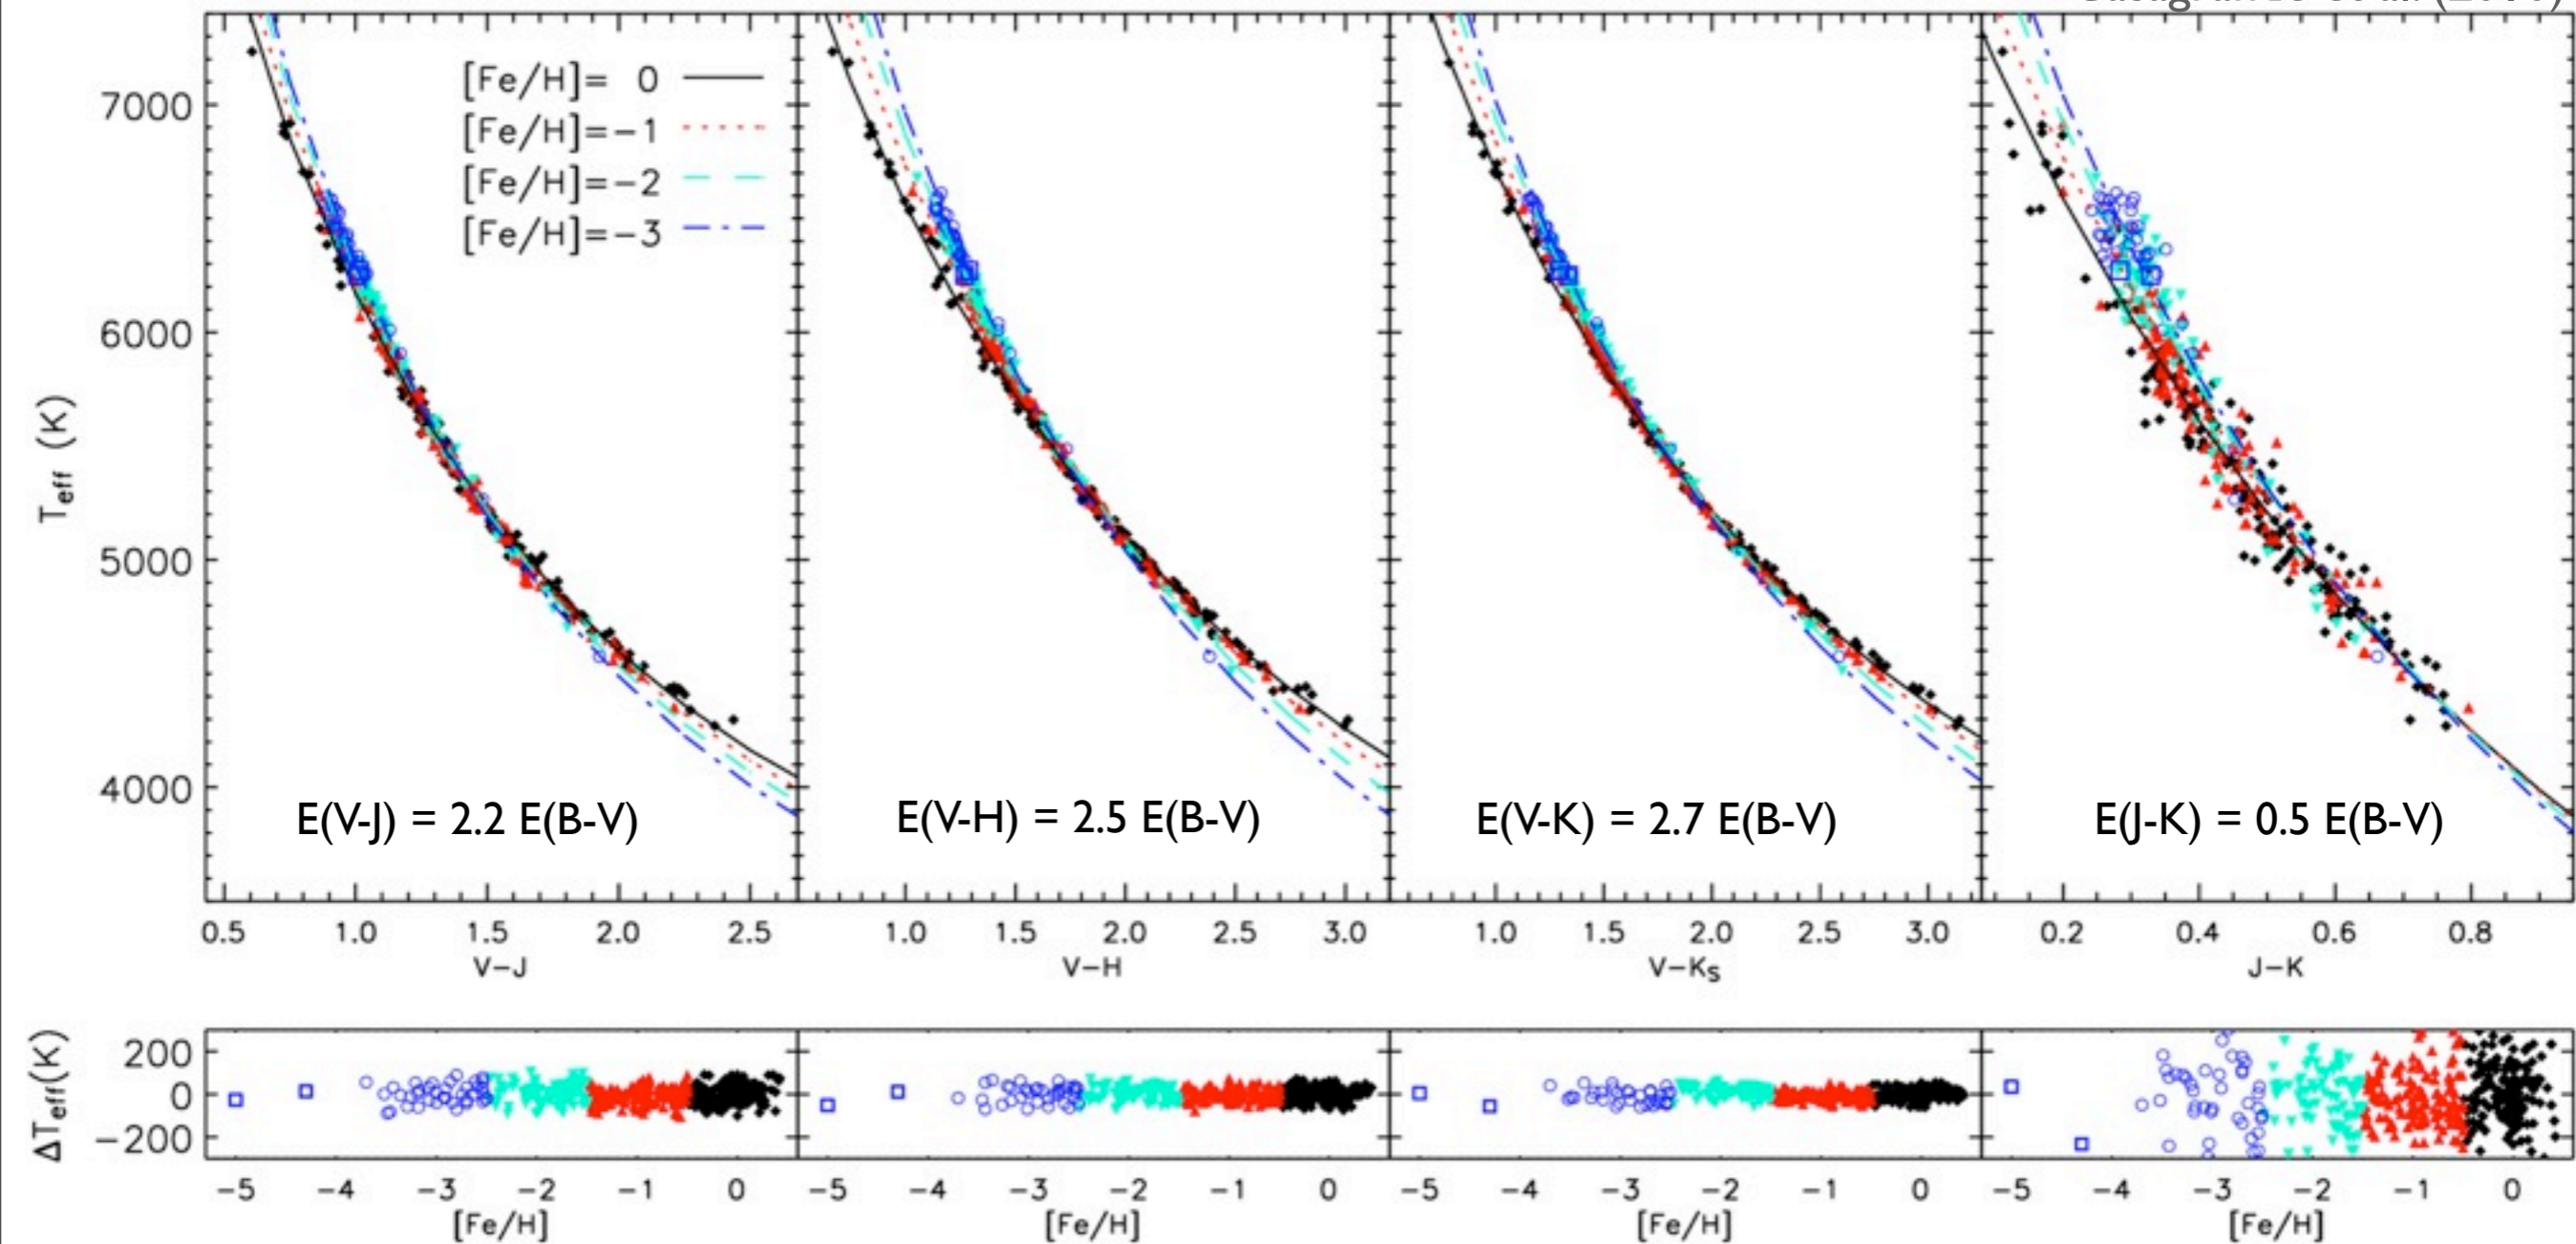 [Fe/H]= 0
[Fe/H]=-1
[Fe/H]=-2
[Fe/H]=-3
Teff (K)
7000
6000
5000
4000
E(V-J) = 2.2 E(B-V)
E(V-H) = 2.5 E(B-V)
E(V-K) = 2.7 E(B-V)
E(J-K) = 0.5 E(B-V)
0.5 1.0 1.5 2.0 2.5
1.0 1.5 2.0 2.5 3.0
1.0 1.5 2.0 2.5 3.0
0.2 0.4 0.6 0.8
V-J
V-H
V-Ks
J-K
ΔTeff(K)
200
0
-200
-5 -4 -3 -2 -1 0
-5 -4 -3 -2 -1 0
-5 -4 -3 -2 -1 0
-5 -4 -3 -2 -1 0
[Fe/H]
[Fe/H]
[Fe/H]
[Fe/H]